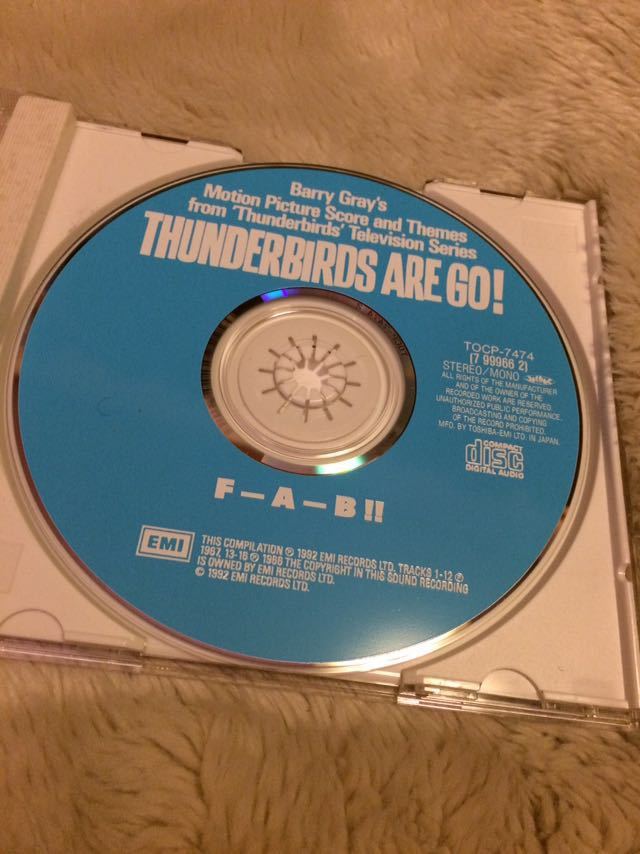 Barry Gray's
Motion Picture Score and Themes
from 'Thunderbirds' Television Series
THUNDERBIRDS ARE GO!
TOCP-7474
(7 99966 2)
STEREO/MONO
ALL RIGHTS OF THE MANUFACTURER
AND OF THE OWNER OF THE
RECORDED WORK ARE RESERVED.
UNAUTHORIZED PUBLIC PERFORMANCE,
BROADCASTING AND COPYING
OF THE RECORD PROHIBITED.
MFD. BY TOSHIBA-EMI LTD. IN JAPAN.
COMPACT
disc
DIGITAL AUDIO
F–A–B!!
EMI
THIS COMPILATION ℗ 1992 EMI RECORDS LTD. TRACKS 1-12 ℗
1967, 13-16 ℗ 1966 THE COPYRIGHT IN THIS SOUND RECORDING
IS OWNED BY EMI RECORDS LTD.
© 1992 EMI RECORDS LTD.